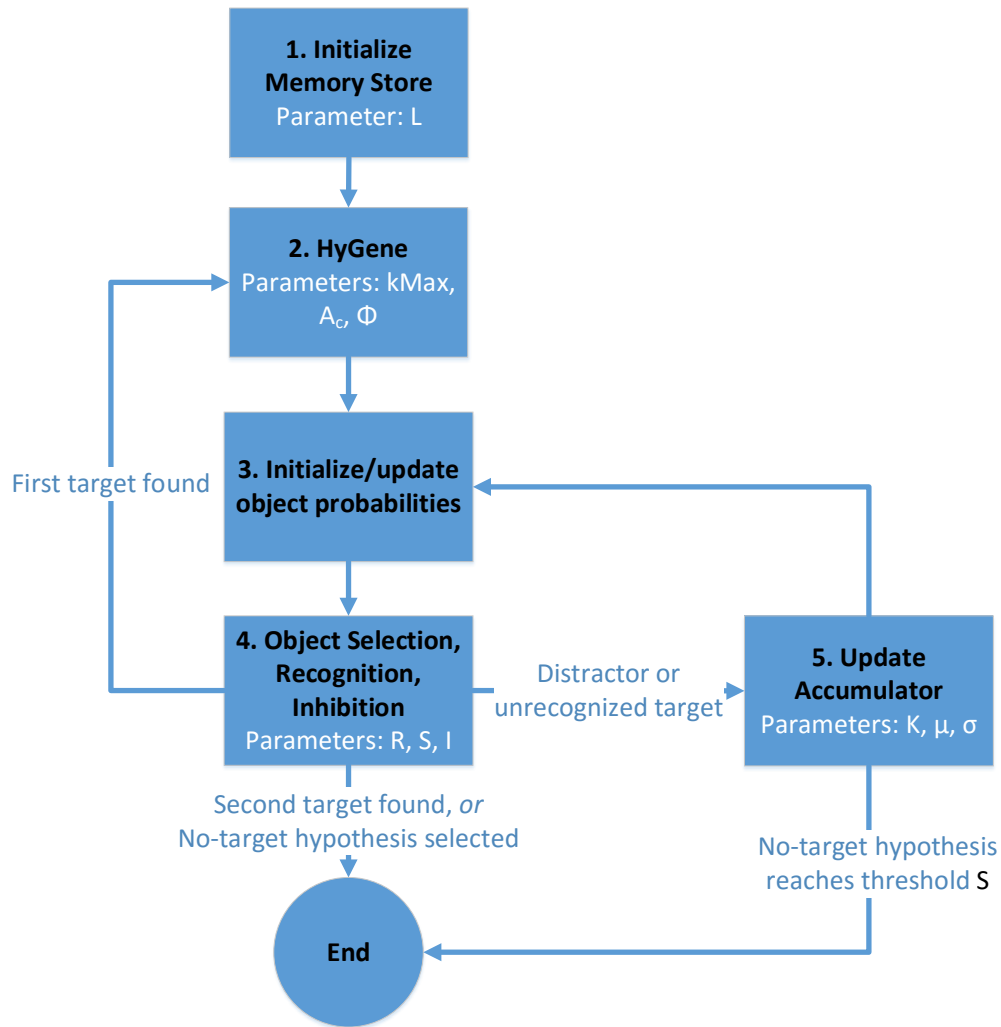 1. Initialize
Memory Store
Parameter: L
2. HyGene
Parameters: kMax,
Ac, Φ
3. Initialize/update
object probabilities
First target found
4. Object Selection,
Recognition,
Inhibition
Parameters: R, S, I
Distractor or
unrecognized target
5. Update
Accumulator
Parameters: K, μ, σ
Second target found, or
No-target hypothesis selected
No-target hypothesis
reaches threshold S
End